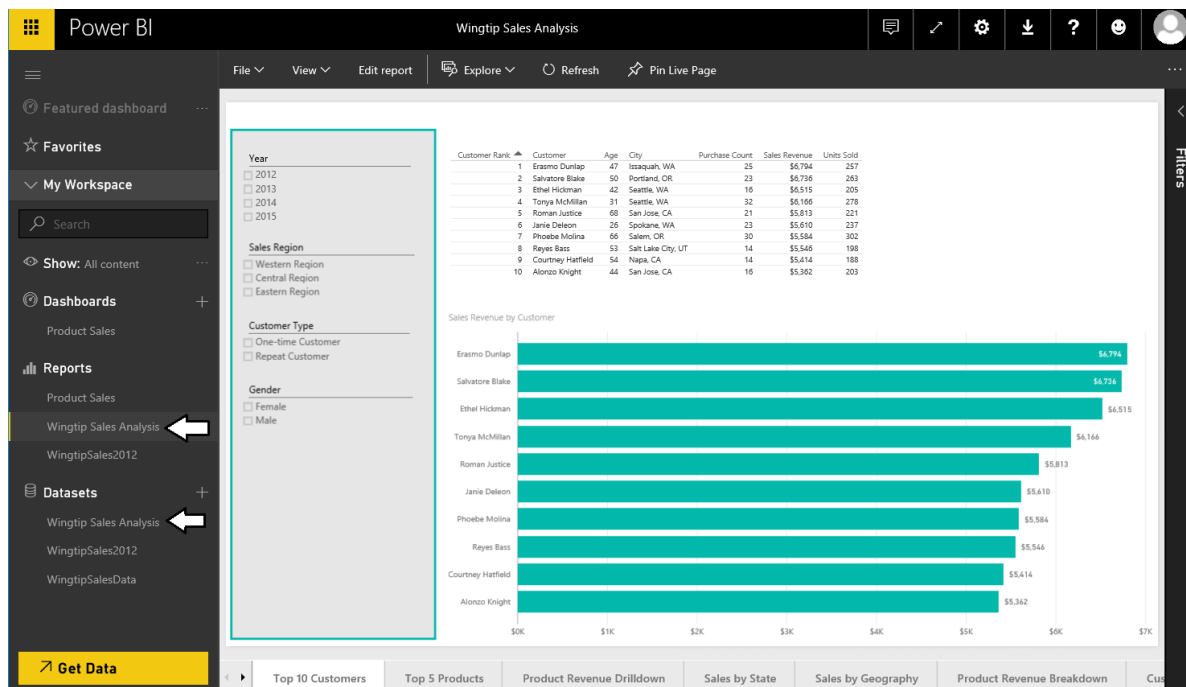 Power BI
Wingtip Sales Analysis
?
File View Edit report Explore Refresh Pin Live Page ...
Featured dashboard ...
Favorites
My Workspace
Search
Show: All content ...
Dashboards +
Product Sales
Reports
Product Sales
Wingtip Sales Analysis
WingtipSales2012
Datasets +
Wingtip Sales Analysis
WingtipSales2012
WingtipSalesData
Get Data
Year
2012
2013
2014
2015
Sales Region
Western Region
Central Region
Eastern Region
Customer Type
One-time Customer
Repeat Customer
Gender
Female
Male
Customer Rank Customer Age City Purchase Count Sales Revenue Units Sold
1 Erasmo Dunlap 47 Issaquah, WA 25 $6,794 257
2 Salvatore Blake 50 Portland, OR 23 $6,736 263
3 Ethel Hickman 42 Seattle, WA 16 $6,515 205
4 Tonya McMillan 31 Seattle, WA 32 $6,166 278
5 Roman Justice 68 San Jose, CA 21 $5,813 221
6 Janie Deleon 26 Spokane, WA 23 $5,610 237
7 Phoebe Molina 66 Salem, OR 30 $5,584 302
8 Reyes Bass 53 Salt Lake City, UT 14 $5,546 198
9 Courtney Hatfield 54 Napa, CA 14 $5,414 188
10 Alonzo Knight 44 San Jose, CA 16 $5,362 203
Sales Revenue by Customer
Erasmo Dunlap $6,794
Salvatore Blake $6,736
Ethel Hickman $6,515
Tonya McMillan $6,166
Roman Justice $5,813
Janie Deleon $5,610
Phoebe Molina $5,584
Reyes Bass $5,546
Courtney Hatfield $5,414
Alonzo Knight $5,362
$0K $1K $2K $3K $4K $5K $6K $7K
Filters
Top 10 Customers Top 5 Products Product Revenue Drilldown Sales by State Sales by Geography Product Revenue Breakdown Cus